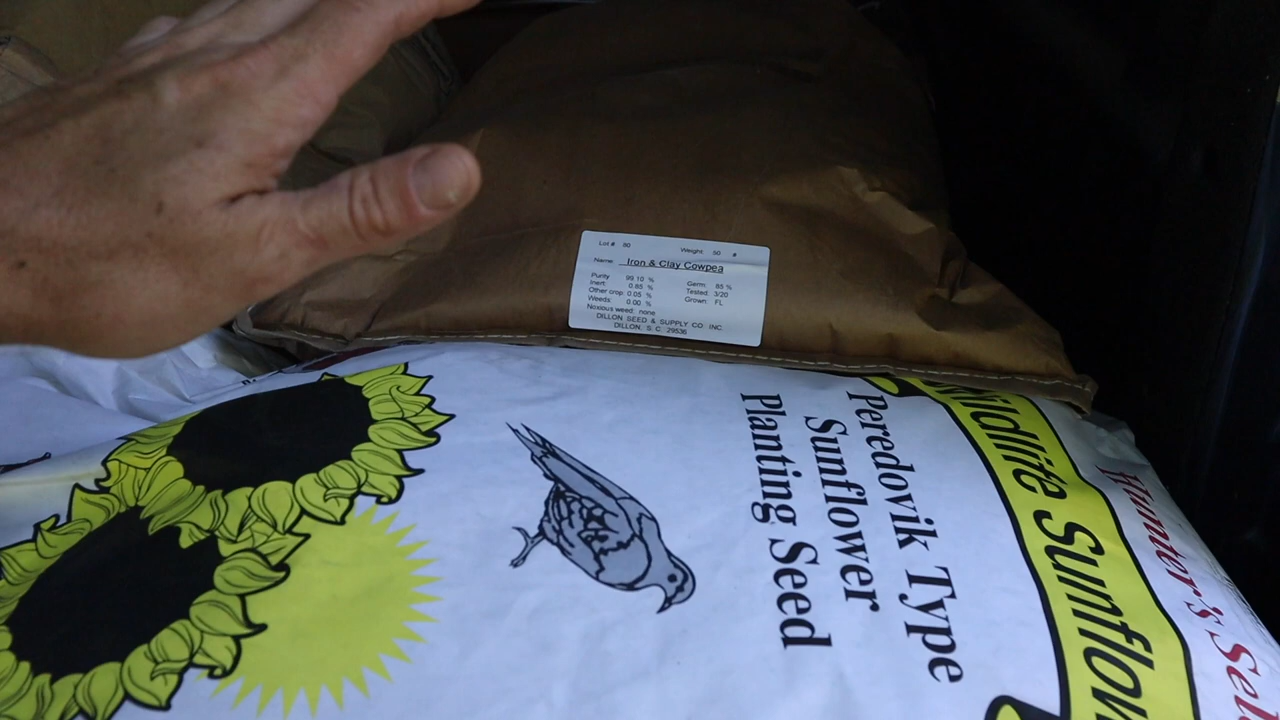 Lot # 80 Weight: 50 #
Name: Iron & Clay Cowpea
Purity 99.10 % Germ: 85 %
Inert: 0.85 % Tested: 3/20
Other crop: 0.05 % Grown: FL
Weeds: 0.00 %
Noxious weed: none
DILLON SEED & SUPPLY CO INC.
DILLON, S. C. 29536
Wildlife Sunflow
Peredovik Type
Sunflower
Planting Seed